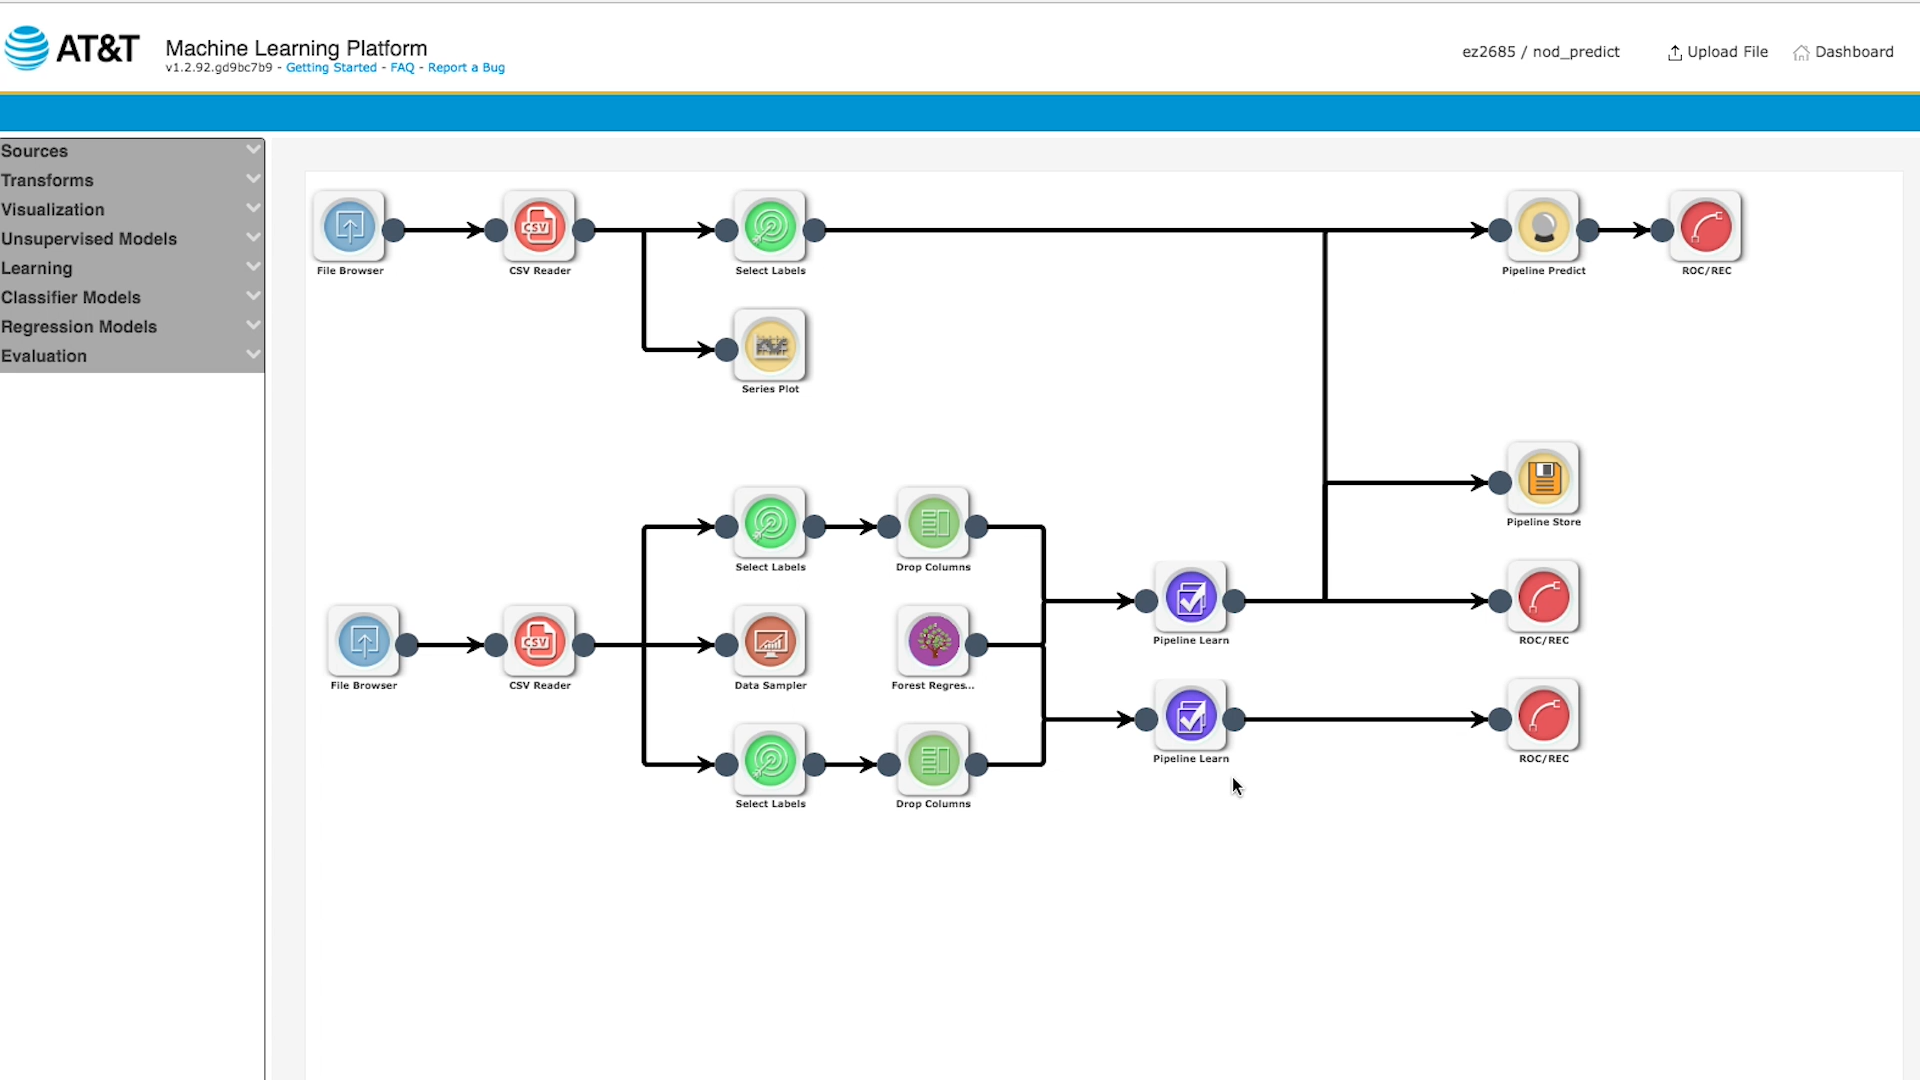 AT&T
Machine Learning Platform
v1.2.92.gd9bc7b9 - Getting Started - FAQ - Report a Bug
ez2685 / nod_predict
Upload File
Dashboard
Sources
Transforms
Visualization
Unsupervised Models
Learning
Classifier Models
Regression Models
Evaluation
CSV
File Browser
CSV Reader
Select Labels
Pipeline Predict
ROC/REC
Series Plot
Pipeline Store
Select Labels
Drop Columns
Pipeline Learn
ROC/REC
CSV
File Browser
CSV Reader
Data Sampler
Forest Regres...
Pipeline Learn
ROC/REC
Select Labels
Drop Columns